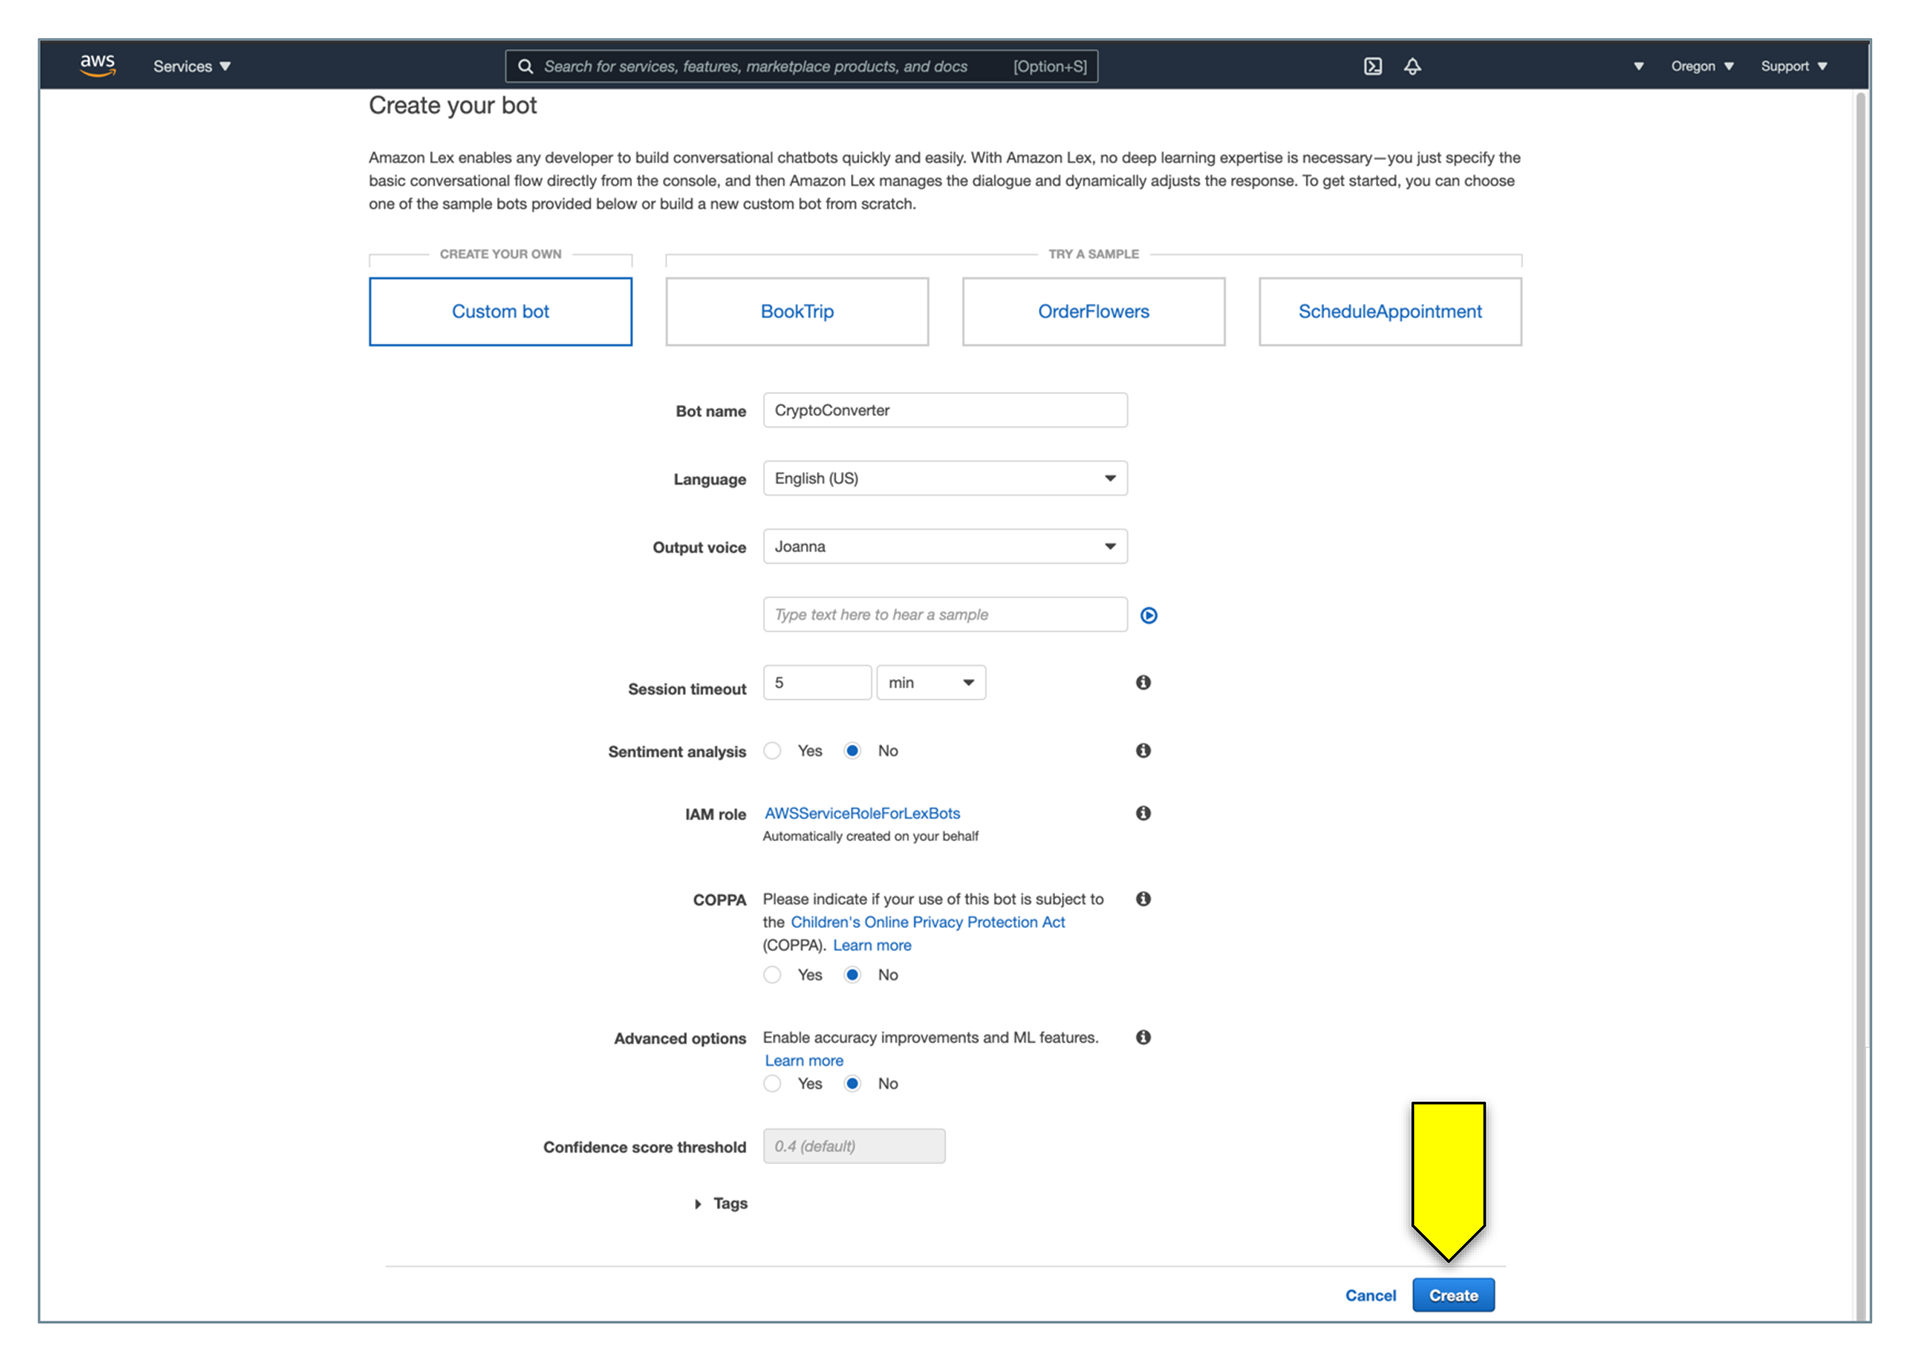 aws Services Search for services, features, marketplace products, and docs [Option+S] Oregon Support
Create your bot
Amazon Lex enables any developer to build conversational chatbots quickly and easily. With Amazon Lex, no deep learning expertise is necessary—you just specify the
basic conversational flow directly from the console, and then Amazon Lex manages the dialogue and dynamically adjusts the response. To get started, you can choose
one of the sample bots provided below or build a new custom bot from scratch.
CREATE YOUR OWN TRY A SAMPLE
Custom bot BookTrip OrderFlowers ScheduleAppointment
Bot name CryptoConverter
Language English (US)
Output voice Joanna
Type text here to hear a sample
Session timeout 5 min
Sentiment analysis Yes No
IAM role AWSServiceRoleForLexBots
Automatically created on your behalf
COPPA Please indicate if your use of this bot is subject to
the Children's Online Privacy Protection Act
(COPPA). Learn more
Yes No
Advanced options Enable accuracy improvements and ML features.
Learn more
Yes No
Confidence score threshold 0.4 (default)
Tags
Cancel Create